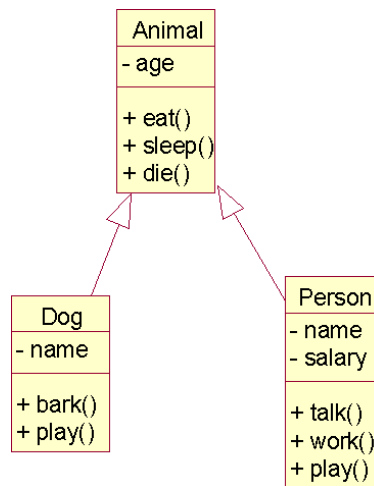 Animal
- age
+ eat()
+ sleep()
+ die()
Dog
- name
+ bark()
+ play()
Person
- name
- salary
+ talk()
+ work()
+ play()